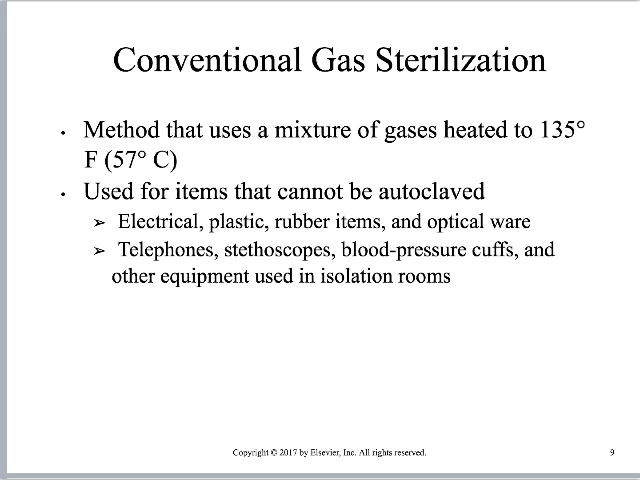 Conventional Gas Sterilization
• Method that uses a mixture of gases heated to 135°
F (57° C)
• Used for items that cannot be autoclaved
➢ Electrical, plastic, rubber items, and optical ware
➢ Telephones, stethoscopes, blood-pressure cuffs, and
other equipment used in isolation rooms
Copyright © 2017 by Elsevier, Inc. All rights reserved.
9